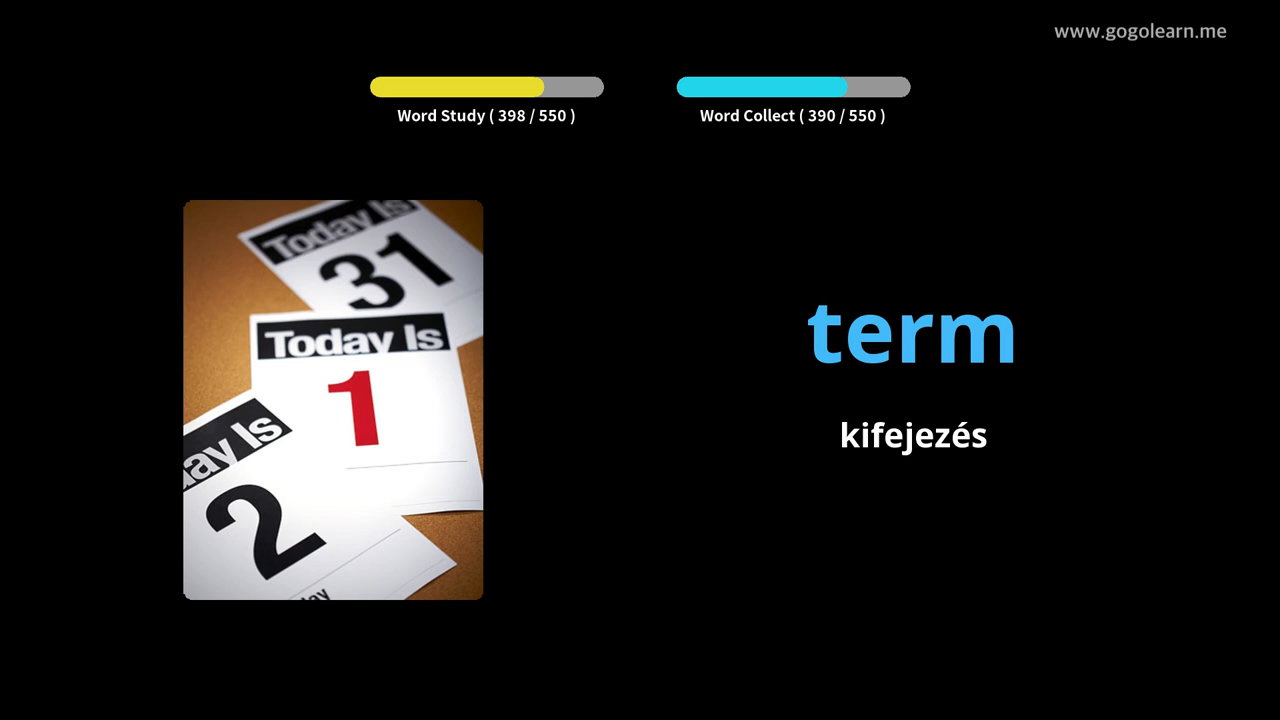 www.gogolearn.me
Word Study ( 398 / 550 )
Word Collect ( 390 / 550 )
Today Is
31
Today Is
1
ay Is
2
ay
term
kifejezés